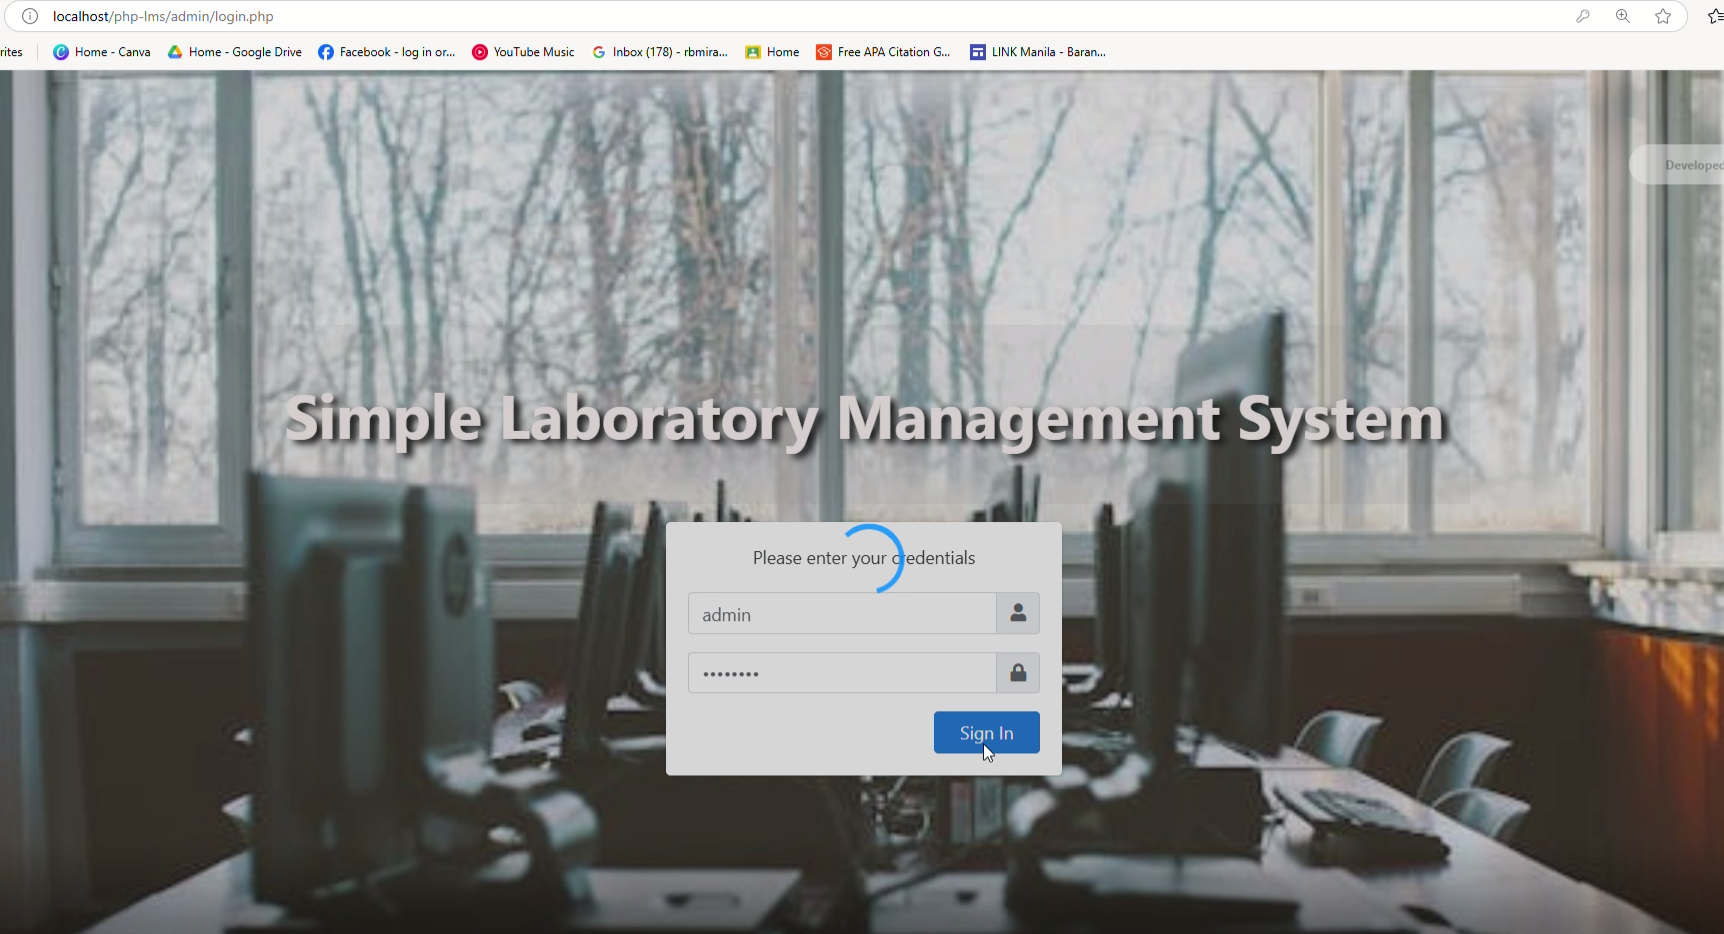 localhost/php-lms/admin/login.php
rites
Home - Canva
Home - Google Drive
Facebook - log in or...
YouTube Music
Inbox (178) - rbmira...
Home
Free APA Citation G...
LINK Manila - Baran...
Developed
Simple Laboratory Management System
Please enter your credentials
admin
••••••••
Sign In